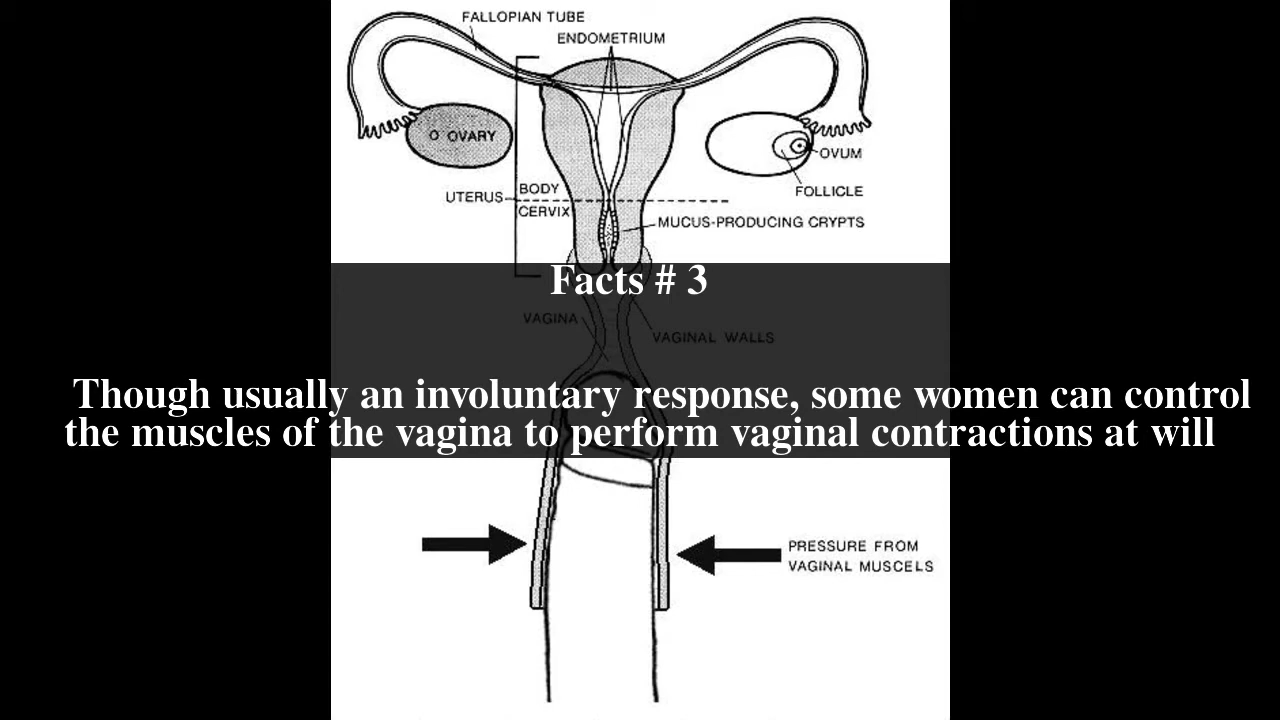 FALLOPIAN TUBE
ENDOMETRIUM
OVARY
OVUM
FOLLICLE
UTERUS
BODY
CERVIX
MUCUS-PRODUCING CRYPTS
Facts # 3
VAGINA
VAGINAL WALLS
Though usually an involuntary response, some women can control
the muscles of the vagina to perform vaginal contractions at will
PRESSURE FROM
VAGINAL MUSCELS